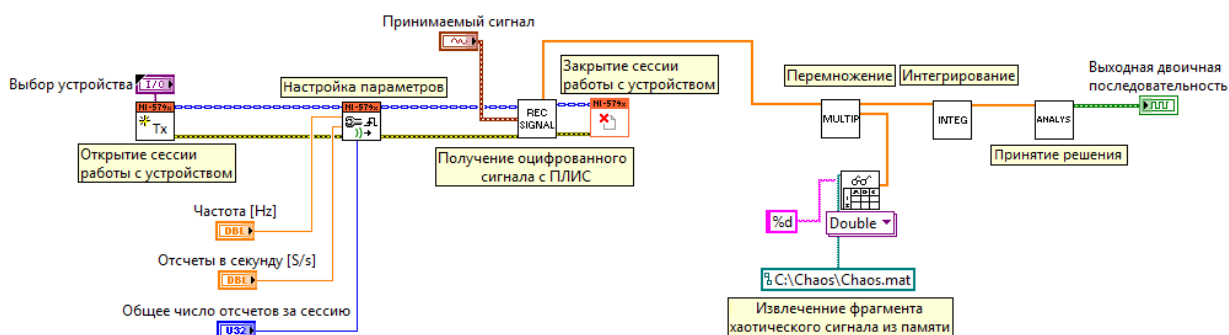 Принимаемый сигнал
Выбор устройства
I/O
NI-579x
Tx
Открытие сессии
работы с устройством
Настройка параметров
NI-579x
Частота [Hz]
DBL
Отсчеты в секунду [S/s]
DBL
Общее число отсчетов за сессию
U32
REC
SIGNAL
Получение оцифрованного
сигнала с ПЛИС
Закрытие сессии
работы с устройством
NI-579x
Перемножение
MULTIP
Интегрирование
INTEG
ANALYS
Принятие решения
Выходная двоичная
последовательность
%d
Double
C:\Chaos\Chaos.mat
Извлеченние фрагмента
хаотического сигнала из памяти